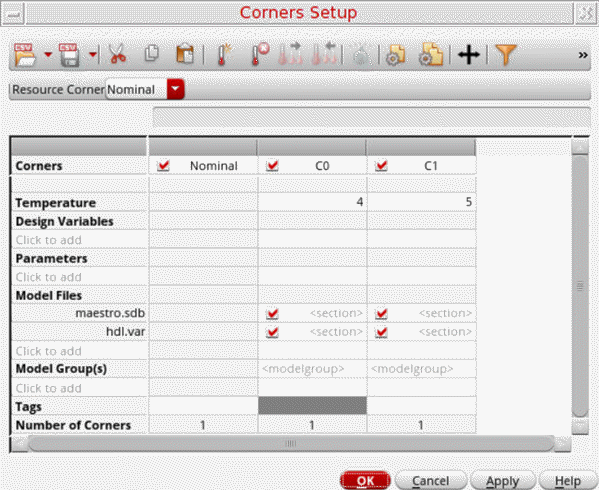 Corners Setup
CSV CSV »
Resource Corner Nominal
Corners Nominal C0 C1
Temperature 4 5
Design Variables
Click to add
Parameters
Click to add
Model Files
maestro.sdb <section> <section>
hdl.var <section> <section>
Click to add
Model Group(s) <modelgroup> <modelgroup>
Click to add
Tags
Number of Corners 1 1 1
OK Cancel Apply Help